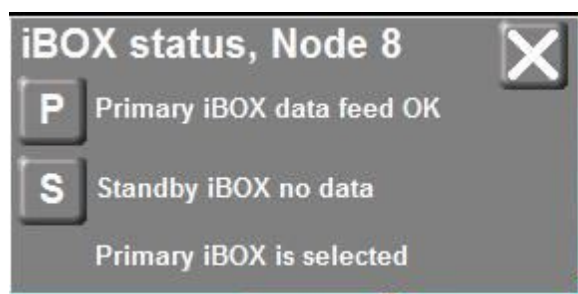 iBOX status, Node 8
P Primary iBOX data feed OK
S Standby iBOX no data
Primary iBOX is selected